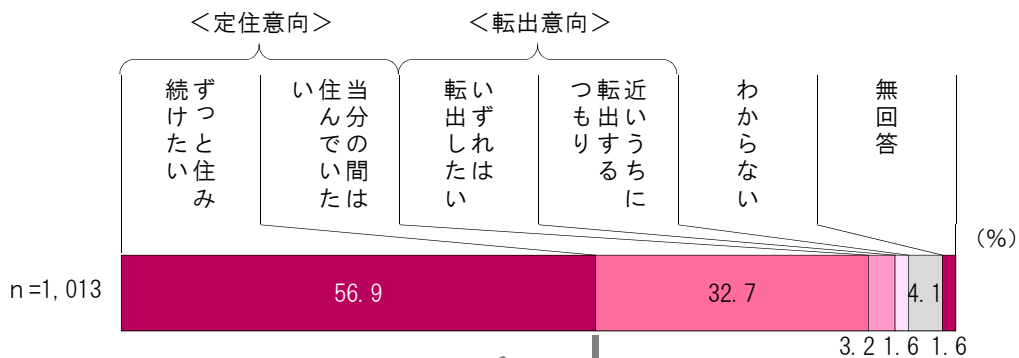 ＜定住意向＞
＜転出意向＞
ずっと住み
続けたい
当分の間は
住んでいた
い
いずれは
転出したい
近いうちに
転出する
つもり
わからない
無回答
(%)
n=1,013
56.9
32.7
4.1
3.2
1.6
1.6